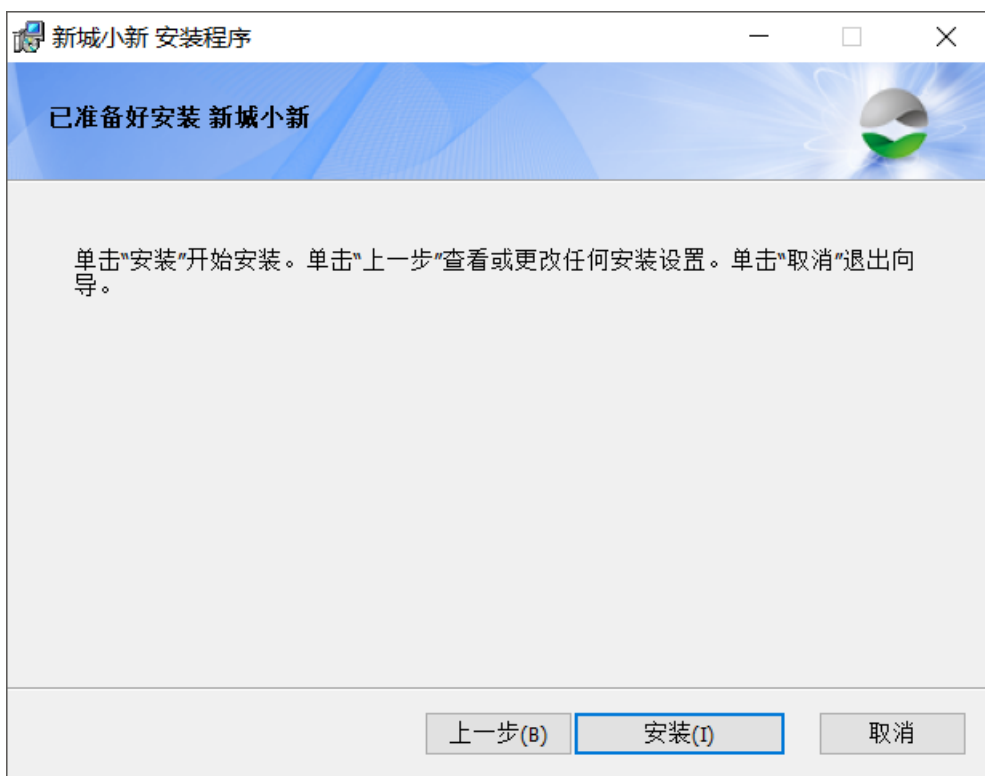 新城小新 安装程序
已准备好安装 新城小新
单击"安装"开始安装。单击"上一步"查看或更改任何安装设置。单击"取消"退出向
导。
上一步(B)
安装(I)
取消